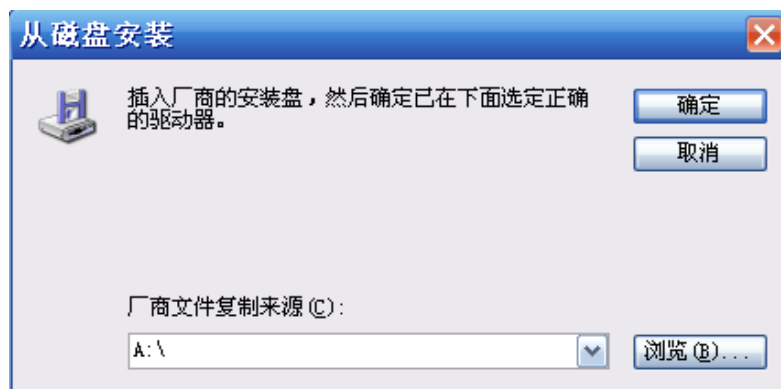 从磁盘安装
插入厂商的安装盘，然后确定已在下面选定正确
的驱动器。
确定
取消
厂商文件复制来源(C):
A:\
浏览(B)...